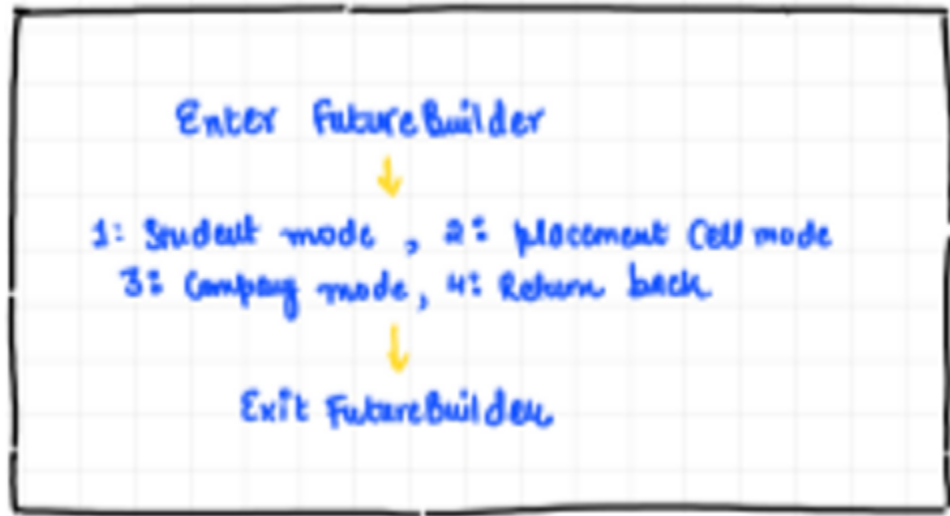 Enter FutureBuilder
1: Student mode , 2: placement Cell mode
3: Company mode, 4: Return back
Exit FutureBuilder